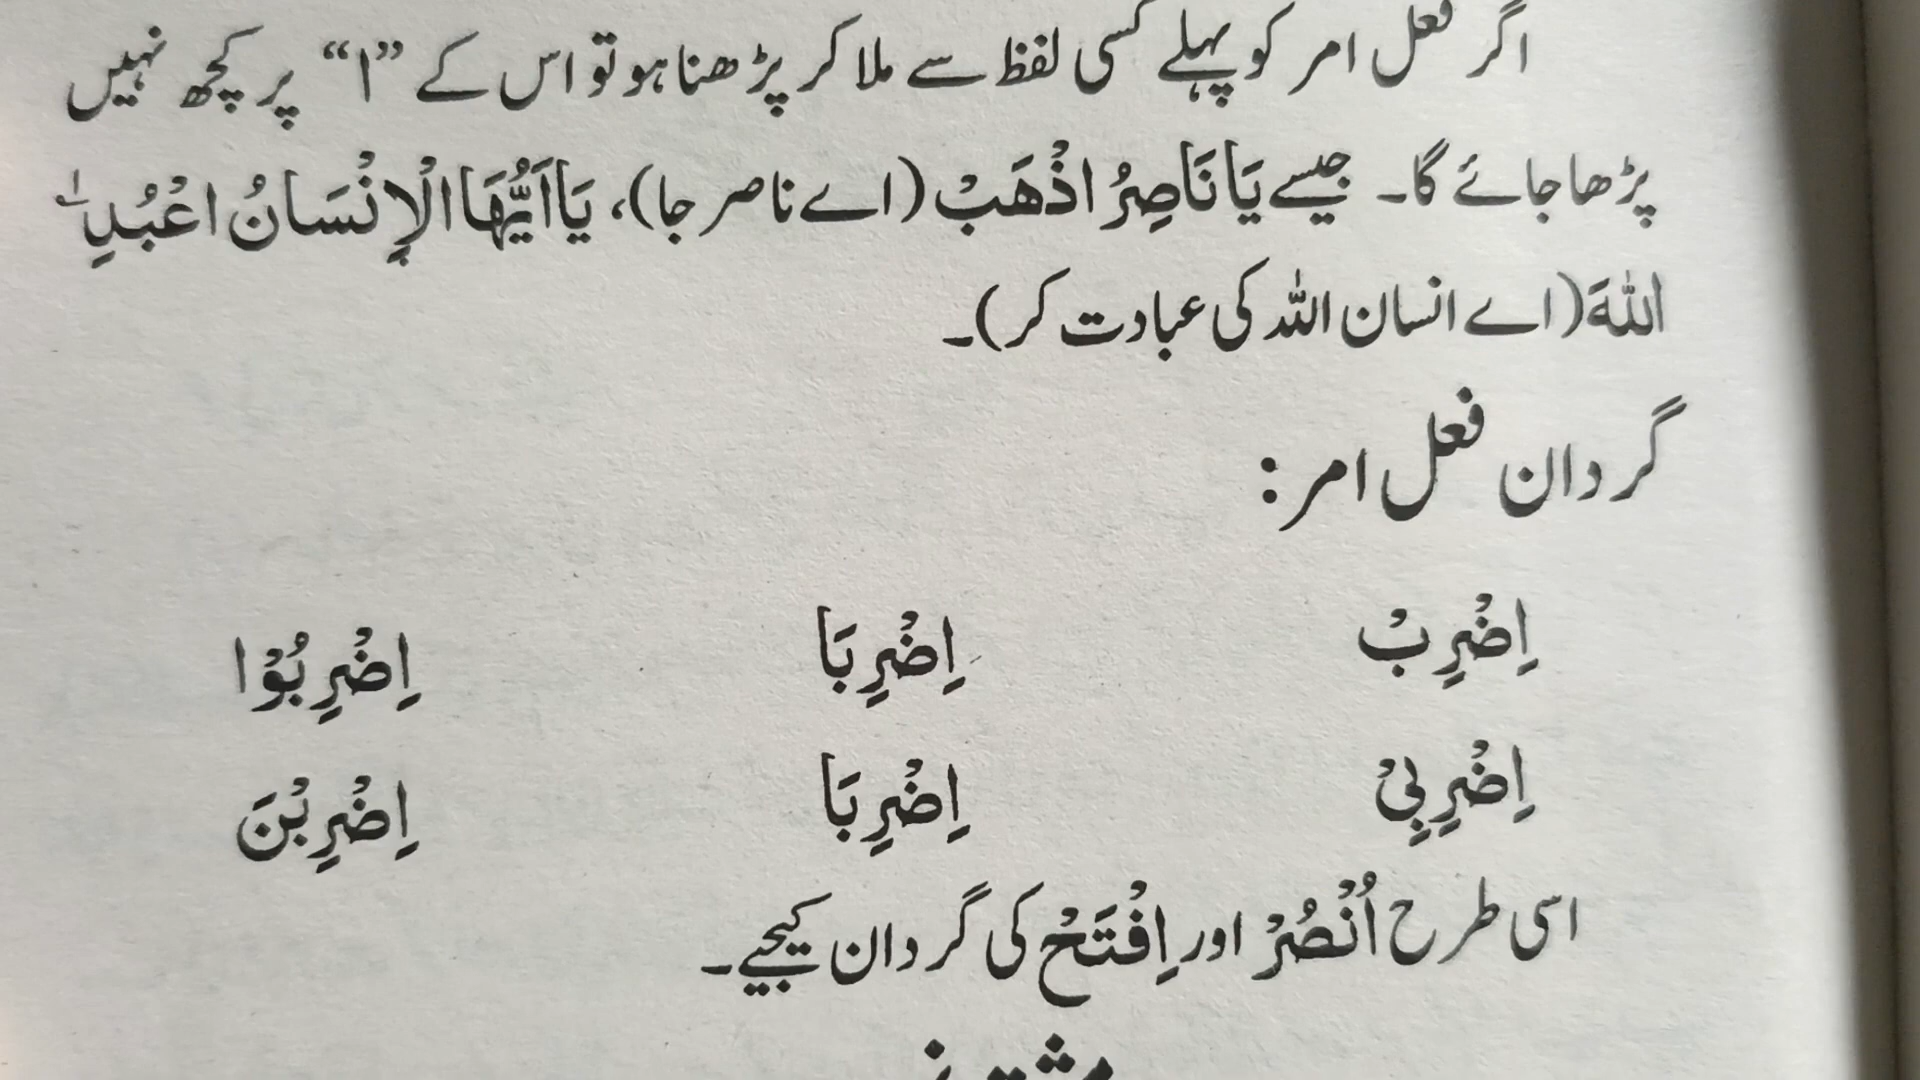 اگر فعل امر کو پہلے کسی لفظ سے ملا کر پڑھنا ہو تو اس کے ”ا“ پر کچھ نہیں
پڑھا جائے گا۔ جیسے یَا نَاصِرُ اذْهَبْ (اے ناصر جا)، یَا اَیُّهَا الْاِنْسَانُ اعْبُدِ
اللّٰهَ (اے انسان اللہ کی عبادت کر)۔
گردان فعل امر:
اِضْرِبْ اِضْرِبَا اِضْرِبُوْا
اِضْرِبِیْ اِضْرِبَا اِضْرِبْنَ
اسی طرح اُنْصُرْ اور اِفْتَحْ کی گردان کیجیے۔